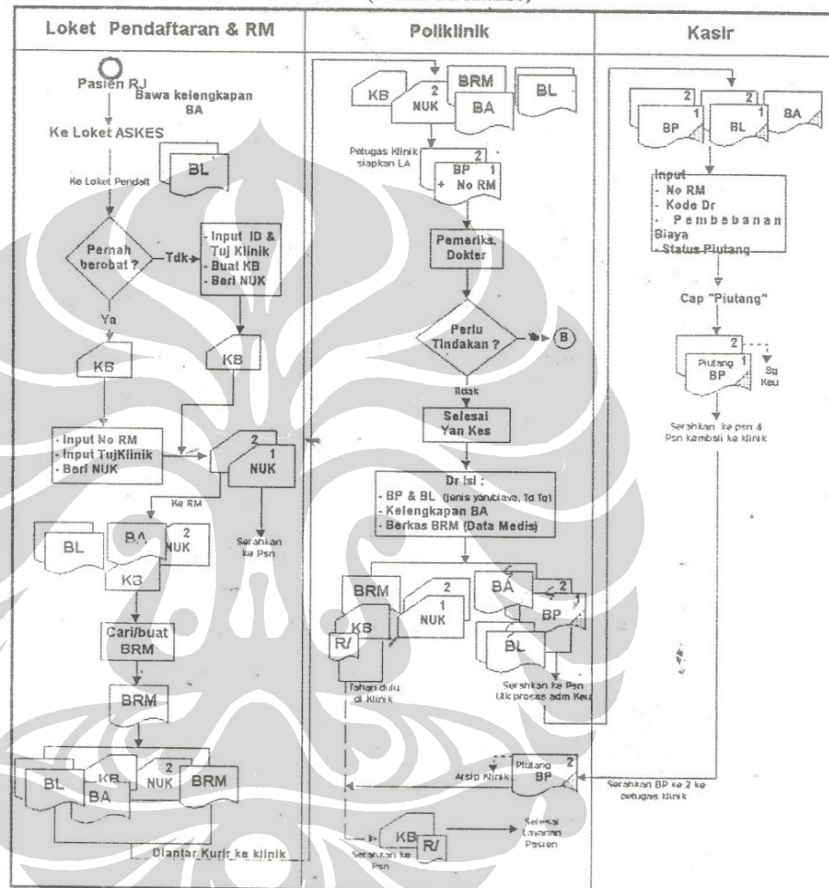 Loket Pendaftaran & RM
Pasien RJ
Bawa kelengkapan
BA
Ke Loket ASKES
BL
Ke Loket Pendaft
Pernah
berobat ?
Tdk
- Input ID &
Tuj Klinik
- Buat KB
- Beri NUK
Ya
KB
KB
- Input No RM
- Input TujKlinik
- Beri NUK
2
1
NUK
Ke RM
Serahkan
ke Psn
BL
BA
2
NUK
KB
Cari/buat
BRM
BRM
BL
KB
2
NUK
BRM
BA
Diantar Kurir ke klinik
Poliklinik
KB
2
NUK
BRM
BA
BL
Petugas Klinik
siapkan LA
2
BP 1
+ No RM
Pemeriks.
Dokter
Perlu
Tindakan ?
B
Tidak
Selesai
Yan Kes
Dr Isi :
- BP & BL
- Kelengkapan BA
- Berkas BRM (Data Medis)
BRM
KB
R/
2
1
NUK
BA
2
1
BP
BL
Tahan dulu
di Klinik
Serahkan ke Psn
Utk proses adm Keu
Arsip Klinik
Piutang 2
BP
KB
R/
Serahkan ke
Psn
Selesai
Layanan
Pasien
Kasir
2
1
BP
2
1
BL
BA
Input
- No RM
- Kode Dr
- Pembebanan
Biaya
- Status Piutang
Cap "Piutang"
2
Piutang 1
BP
Bg
Keu
Serahkan ke psn &
Psn kembali ke klinik
Serahkan BP ke 2 ke
petugas klinik